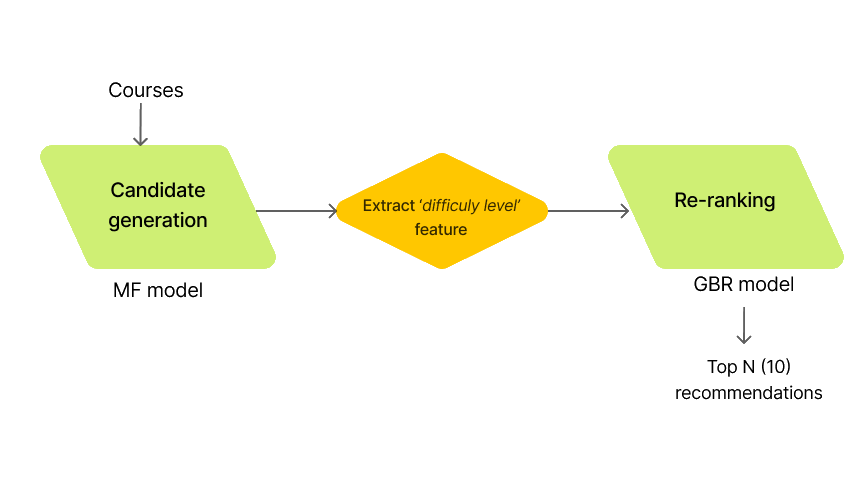 Courses
Candidate
generation
MF model
Extract ‘difficuly level’
feature
Re-ranking
GBR model
Top N (10)
recommendations